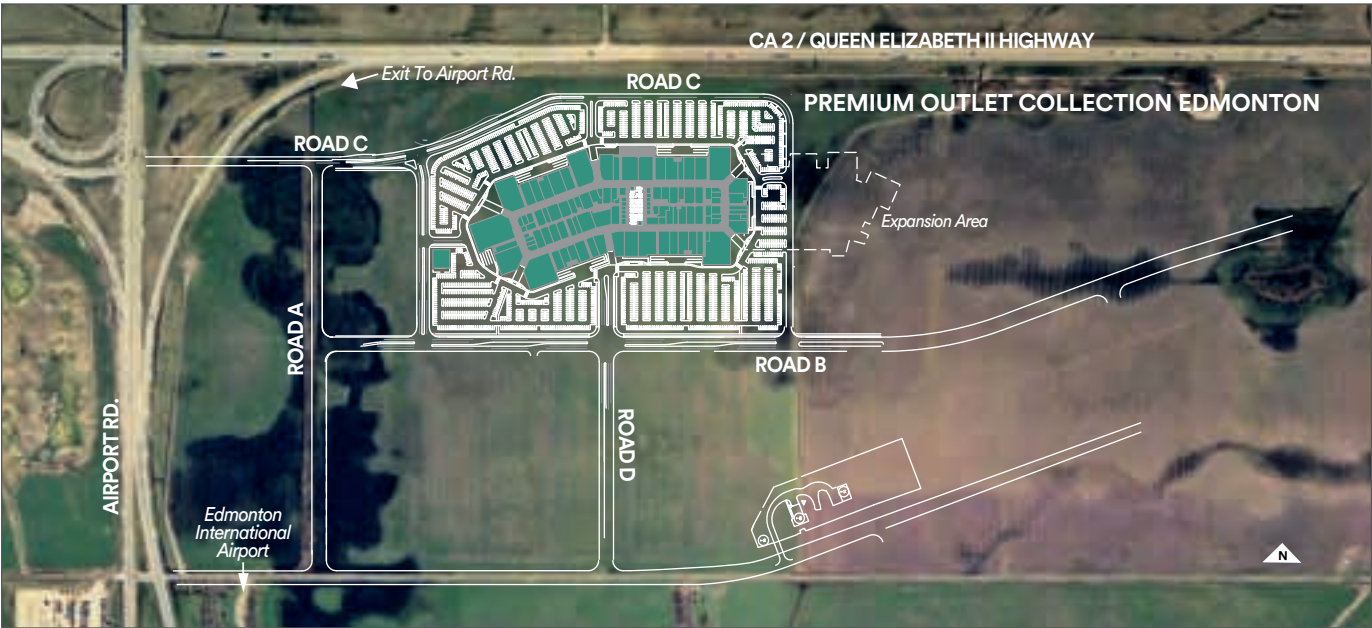 CA 2 / QUEEN ELIZABETH II HIGHWAY
Exit To Airport Rd.
ROAD C
PREMIUM OUTLET COLLECTION EDMONTON
ROAD C
Expansion Area
ROAD A
ROAD B
AIRPORT RD.
ROAD D
Edmonton
International
Airport
N